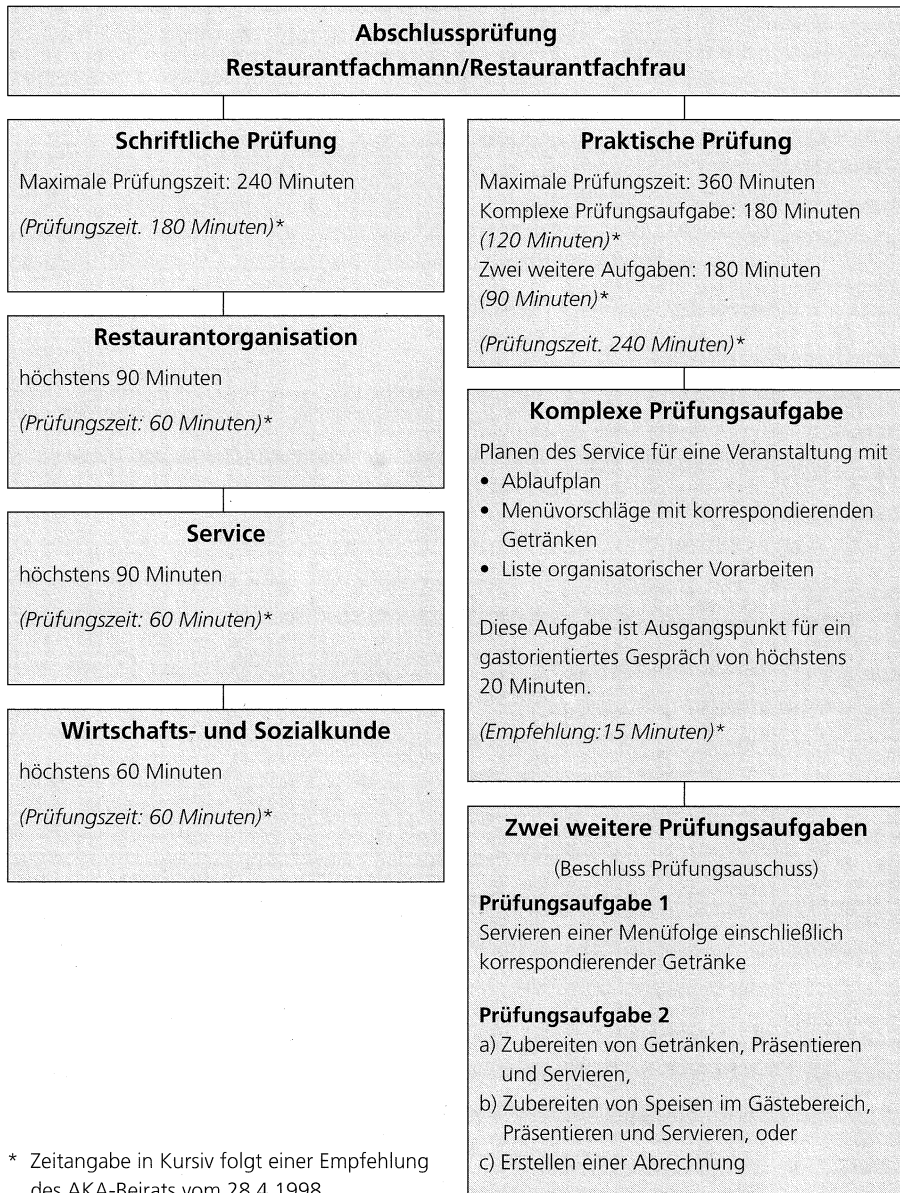 Abschlussprüfung
Restaurantfachmann/Restaurantfachfrau
Schriftliche Prüfung
Maximale Prüfungszeit: 240 Minuten
(Prüfungszeit. 180 Minuten)*
Restaurantorganisation
höchstens 90 Minuten
(Prüfungszeit: 60 Minuten)*
Service
höchstens 90 Minuten
(Prüfungszeit: 60 Minuten)*
Wirtschafts- und Sozialkunde
höchstens 60 Minuten
(Prüfungszeit: 60 Minuten)*
Praktische Prüfung
Maximale Prüfungszeit: 360 Minuten
Komplexe Prüfungsaufgabe: 180 Minuten
(120 Minuten)*
Zwei weitere Aufgaben: 180 Minuten
(90 Minuten)*
(Prüfungszeit. 240 Minuten)*
Komplexe Prüfungsaufgabe
Planen des Service für eine Veranstaltung mit
• Ablaufplan
• Menüvorschläge mit korrespondierenden
Getränken
• Liste organisatorischer Vorarbeiten
Diese Aufgabe ist Ausgangspunkt für ein
gastorientiertes Gespräch von höchstens
20 Minuten.
(Empfehlung:15 Minuten)*
Zwei weitere Prüfungsaufgaben
(Beschluss Prüfungsauschuss)
Prüfungsaufgabe 1
Servieren einer Menüfolge einschließlich
korrespondierender Getränke
Prüfungsaufgabe 2
a) Zubereiten von Getränken, Präsentieren
und Servieren,
b) Zubereiten von Speisen im Gästebereich,
Präsentieren und Servieren, oder
c) Erstellen einer Abrechnung
* Zeitangabe in Kursiv folgt einer Empfehlung
des AKA-Beirats vom 28.4.1998